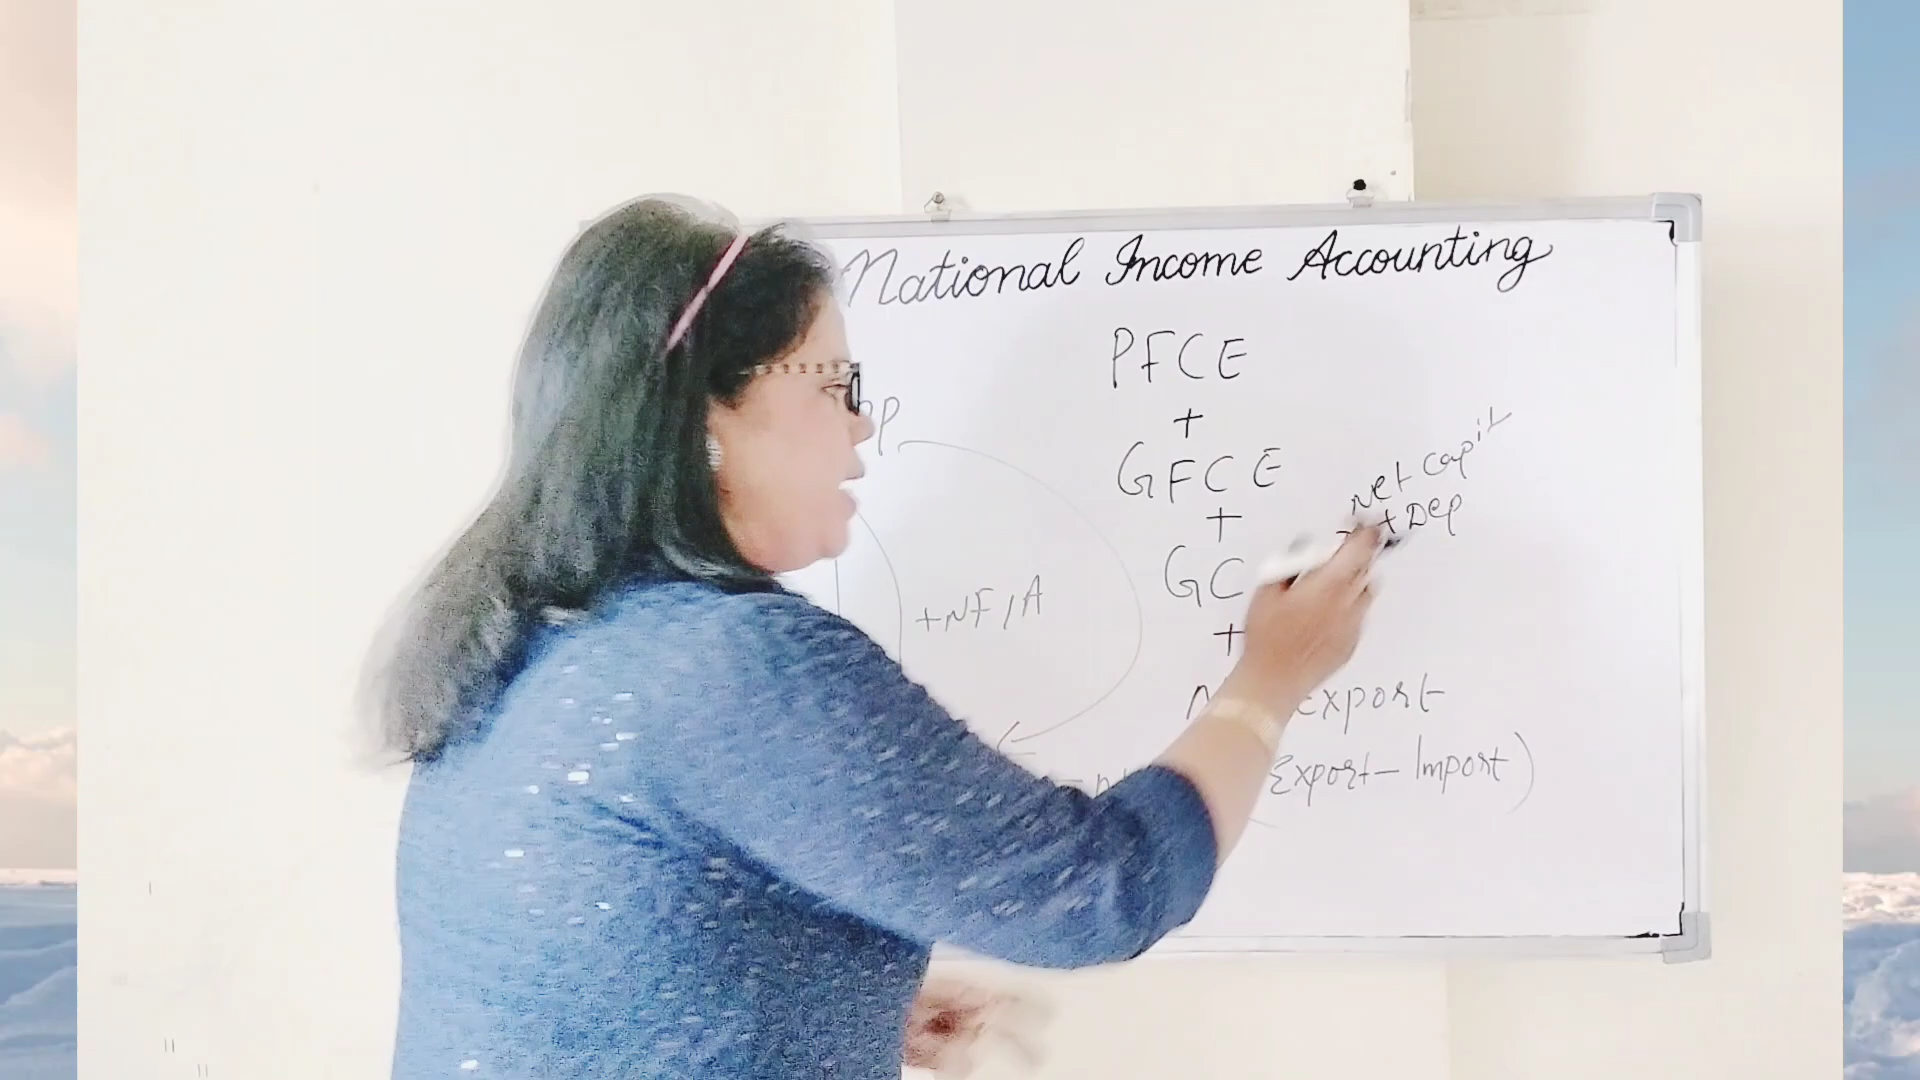 National Income Accounting
PFCE
+
GFCE
+
Net Capit
+ Dep
GC
+
+NFIA
Export
Export - Import)